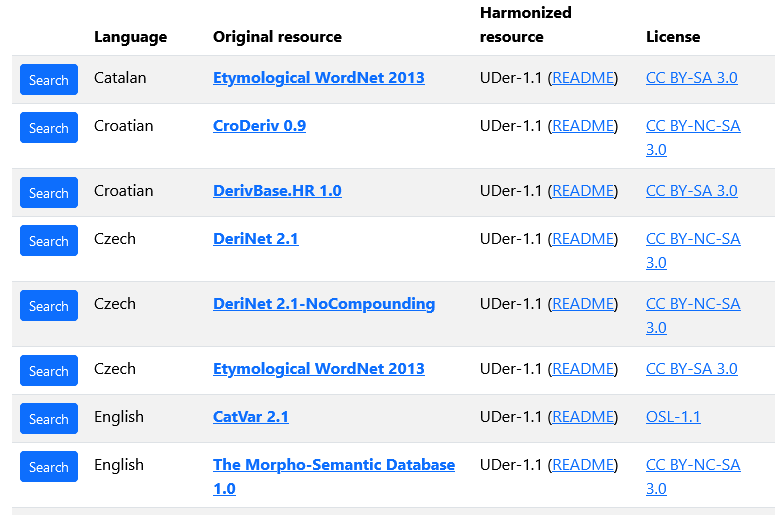 Language Original resource Harmonized resource License
Search Catalan Etymological WordNet 2013 UDer-1.1 (README) CC BY-SA 3.0
Search Croatian CroDeriv 0.9 UDer-1.1 (README) CC BY-NC-SA 3.0
Search Croatian DerivBase.HR 1.0 UDer-1.1 (README) CC BY-SA 3.0
Search Czech DeriNet 2.1 UDer-1.1 (README) CC BY-NC-SA 3.0
Search Czech DeriNet 2.1-NoCompounding UDer-1.1 (README) CC BY-NC-SA 3.0
Search Czech Etymological WordNet 2013 UDer-1.1 (README) CC BY-SA 3.0
Search English CatVar 2.1 UDer-1.1 (README) OSL-1.1
Search English The Morpho-Semantic Database 1.0 UDer-1.1 (README) CC BY-NC-SA 3.0